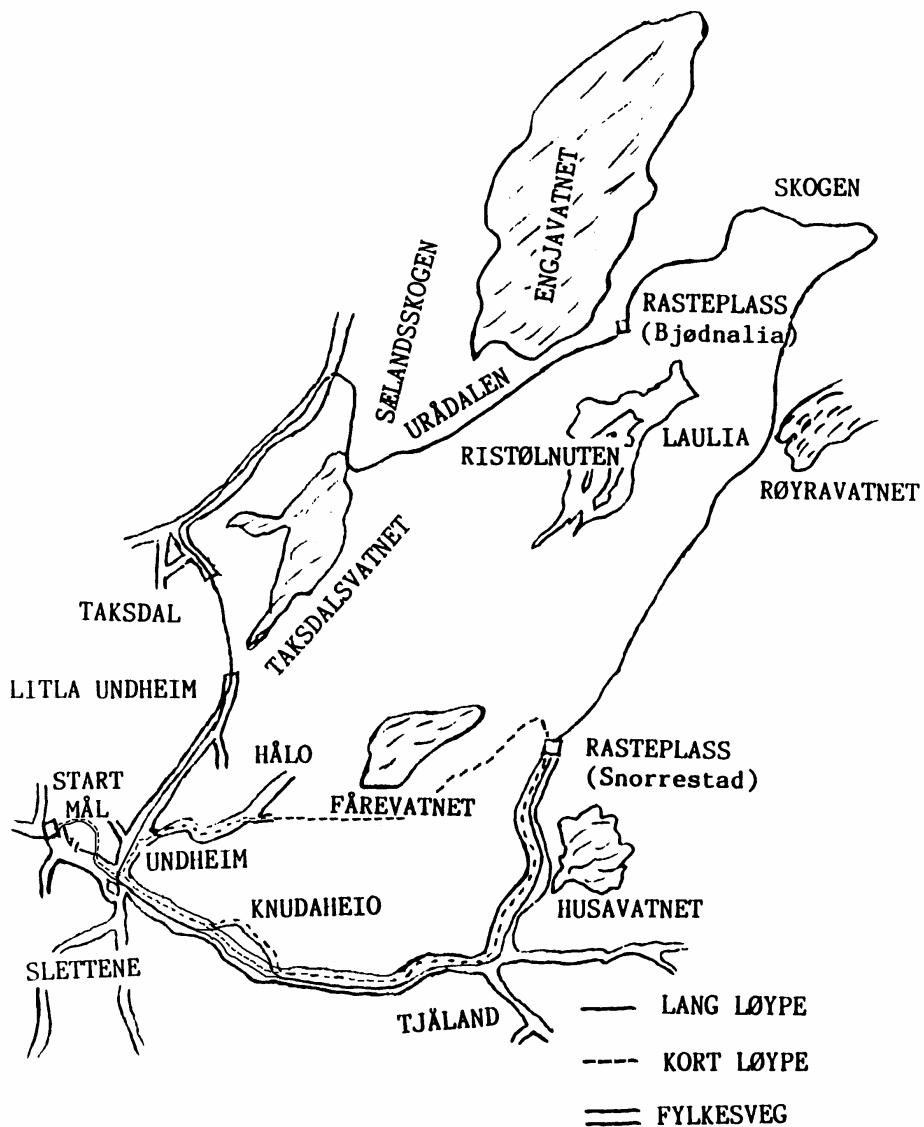 SKOGEN
ENGJAVATNET
SÆLANDSSKOGEN
RASTEPLASS
(Bjødnalia)
URÅDALEN
RISTØLNUTEN
LAULIA
RØYRAVATNET
TAKSDALSVATNET
TAKSDAL
LITLA UNDHEIM
HÅLO
RASTEPLASS
(Snorrestad)
START
MÅL
FÅREVATNET
UNDHEIM
KNUDAHEIO
HUSAVATNET
SLETTENE
TJÅLAND
LANG LØYPE
KORT LØYPE
FYLKESVEG